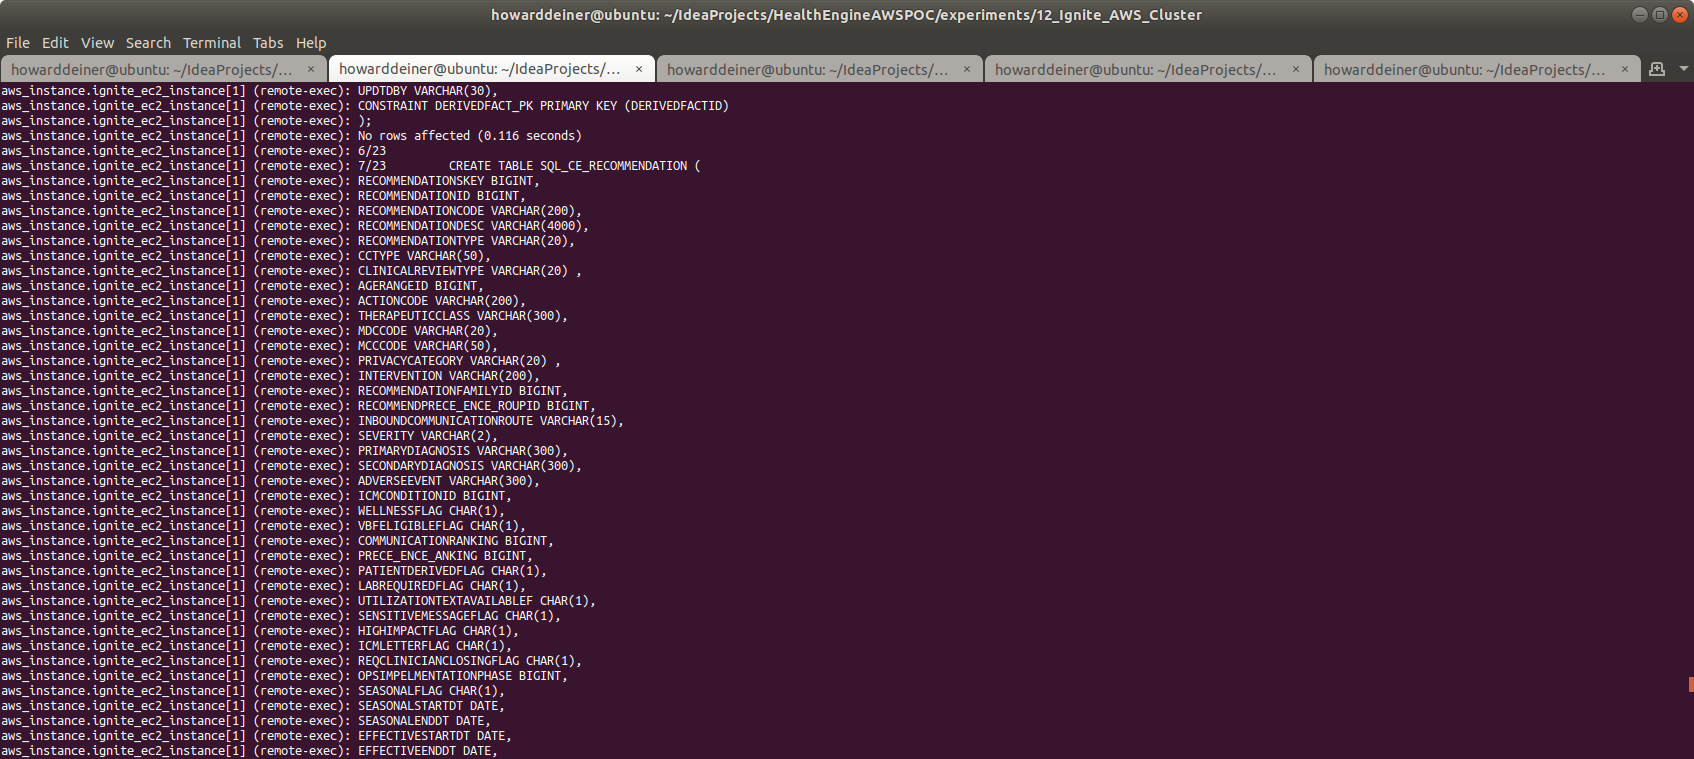 howarddeiner@ubuntu: ~/IdeaProjects/HealthEngineAWSPOC/experiments/12_Ignite_AWS_Cluster
File Edit View Search Terminal Tabs Help
howarddeiner@ubuntu: ~/IdeaProjects/... × howarddeiner@ubuntu: ~/IdeaProjects/... × howarddeiner@ubuntu: ~/IdeaProjects/... × howarddeiner@ubuntu: ~/IdeaProjects/... × howarddeiner@ubuntu: ~/IdeaProjects/... ×
aws_instance.ignite_ec2_instance[1] (remote-exec): UPDTDBY VARCHAR(30),
aws_instance.ignite_ec2_instance[1] (remote-exec): CONSTRAINT DERIVEDFACT_PK PRIMARY KEY (DERIVEDFACTID)
aws_instance.ignite_ec2_instance[1] (remote-exec): );
aws_instance.ignite_ec2_instance[1] (remote-exec): No rows affected (0.116 seconds)
aws_instance.ignite_ec2_instance[1] (remote-exec): 6/23
aws_instance.ignite_ec2_instance[1] (remote-exec): 7/23         CREATE TABLE SQL_CE_RECOMMENDATION (
aws_instance.ignite_ec2_instance[1] (remote-exec): RECOMMENDATIONSKEY BIGINT,
aws_instance.ignite_ec2_instance[1] (remote-exec): RECOMMENDATIONID BIGINT,
aws_instance.ignite_ec2_instance[1] (remote-exec): RECOMMENDATIONCODE VARCHAR(200),
aws_instance.ignite_ec2_instance[1] (remote-exec): RECOMMENDATIONDESC VARCHAR(4000),
aws_instance.ignite_ec2_instance[1] (remote-exec): RECOMMENDATIONTYPE VARCHAR(20),
aws_instance.ignite_ec2_instance[1] (remote-exec): CCTYPE VARCHAR(50),
aws_instance.ignite_ec2_instance[1] (remote-exec): CLINICALREVIEWTYPE VARCHAR(20) ,
aws_instance.ignite_ec2_instance[1] (remote-exec): AGERANGEID BIGINT,
aws_instance.ignite_ec2_instance[1] (remote-exec): ACTIONCODE VARCHAR(200),
aws_instance.ignite_ec2_instance[1] (remote-exec): THERAPEUTICCLASS VARCHAR(300),
aws_instance.ignite_ec2_instance[1] (remote-exec): MDCCODE VARCHAR(20),
aws_instance.ignite_ec2_instance[1] (remote-exec): MCCCODE VARCHAR(50),
aws_instance.ignite_ec2_instance[1] (remote-exec): PRIVACYCATEGORY VARCHAR(20) ,
aws_instance.ignite_ec2_instance[1] (remote-exec): INTERVENTION VARCHAR(200),
aws_instance.ignite_ec2_instance[1] (remote-exec): RECOMMENDATIONFAMILYID BIGINT,
aws_instance.ignite_ec2_instance[1] (remote-exec): RECOMMENDPRECE_ENCE_ROUPID BIGINT,
aws_instance.ignite_ec2_instance[1] (remote-exec): INBOUNDCOMMUNICATIONROUTE VARCHAR(15),
aws_instance.ignite_ec2_instance[1] (remote-exec): SEVERITY VARCHAR(2),
aws_instance.ignite_ec2_instance[1] (remote-exec): PRIMARYDIAGNOSIS VARCHAR(300),
aws_instance.ignite_ec2_instance[1] (remote-exec): SECONDARYDIAGNOSIS VARCHAR(300),
aws_instance.ignite_ec2_instance[1] (remote-exec): ADVERSEEVENT VARCHAR(300),
aws_instance.ignite_ec2_instance[1] (remote-exec): ICMCONDITIONID BIGINT,
aws_instance.ignite_ec2_instance[1] (remote-exec): WELLNESSFLAG CHAR(1),
aws_instance.ignite_ec2_instance[1] (remote-exec): VBFELIGIBLEFLAG CHAR(1),
aws_instance.ignite_ec2_instance[1] (remote-exec): COMMUNICATIONRANKING BIGINT,
aws_instance.ignite_ec2_instance[1] (remote-exec): PRECE_ENCE_ANKING BIGINT,
aws_instance.ignite_ec2_instance[1] (remote-exec): PATIENTDERIVEDFLAG CHAR(1),
aws_instance.ignite_ec2_instance[1] (remote-exec): LABREQUIREDFLAG CHAR(1),
aws_instance.ignite_ec2_instance[1] (remote-exec): UTILIZATIONTEXTAVAILABLEF CHAR(1),
aws_instance.ignite_ec2_instance[1] (remote-exec): SENSITIVEMESSAGEFLAG CHAR(1),
aws_instance.ignite_ec2_instance[1] (remote-exec): HIGHIMPACTFLAG CHAR(1),
aws_instance.ignite_ec2_instance[1] (remote-exec): ICMLETTERFLAG CHAR(1),
aws_instance.ignite_ec2_instance[1] (remote-exec): REQCLINICIANCLOSINGFLAG CHAR(1),
aws_instance.ignite_ec2_instance[1] (remote-exec): OPSIMPELMENTATIONPHASE BIGINT,
aws_instance.ignite_ec2_instance[1] (remote-exec): SEASONALFLAG CHAR(1),
aws_instance.ignite_ec2_instance[1] (remote-exec): SEASONALSTARTDT DATE,
aws_instance.ignite_ec2_instance[1] (remote-exec): SEASONALENDDT DATE,
aws_instance.ignite_ec2_instance[1] (remote-exec): EFFECTIVESTARTDT DATE,
aws_instance.ignite_ec2_instance[1] (remote-exec): EFFECTIVEENDDT DATE,